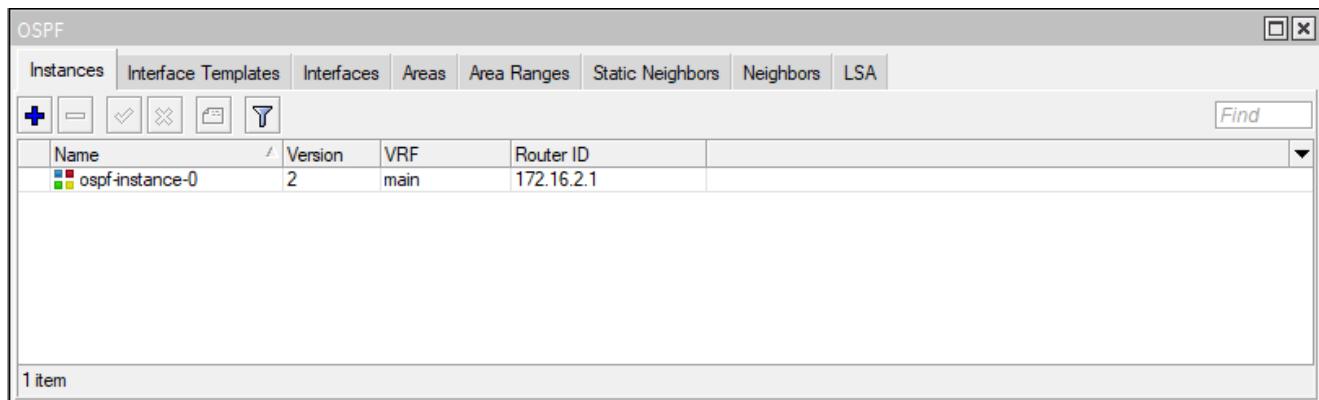 OSPF
Instances Interface Templates Interfaces Areas Area Ranges Static Neighbors Neighbors LSA
Find
Name Version VRF Router ID
ospf-instance-0 2 main 172.16.2.1
1 item